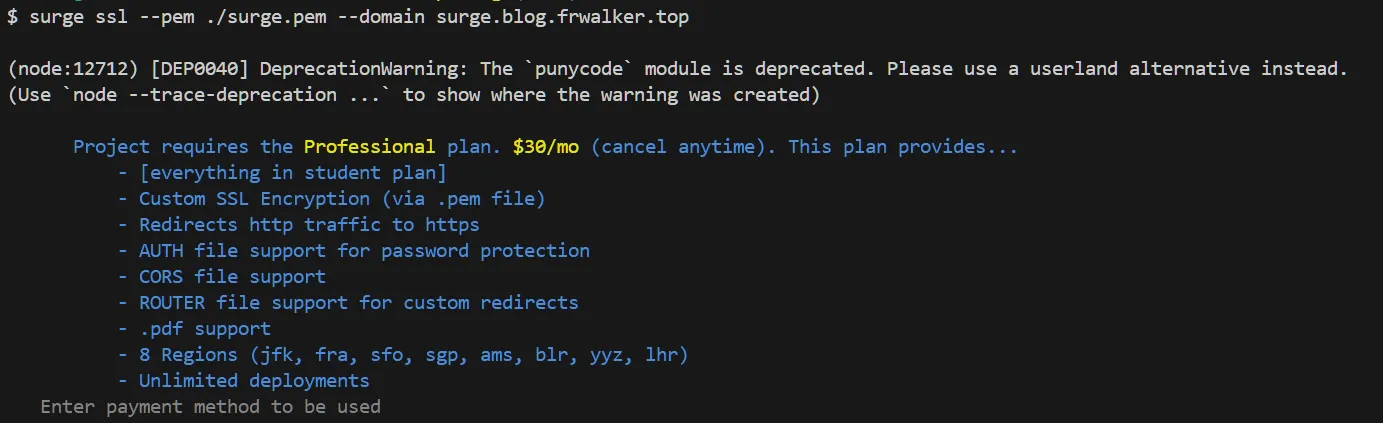 $ surge ssl --pem ./surge.pem --domain surge.blog.frwalker.top
(node:12712) [DEP0040] DeprecationWarning: The `punycode` module is deprecated. Please use a userland alternative instead.
(Use `node --trace-deprecation ...` to show where the warning was created)
Project requires the Professional plan. $30/mo (cancel anytime). This plan provides...
- [everything in student plan]
- Custom SSL Encryption (via .pem file)
- Redirects http traffic to https
- AUTH file support for password protection
- CORS file support
- ROUTER file support for custom redirects
- .pdf support
- 8 Regions (jfk, fra, sfo, sgp, ams, blr, yyz, lhr)
- Unlimited deployments
Enter payment method to be used